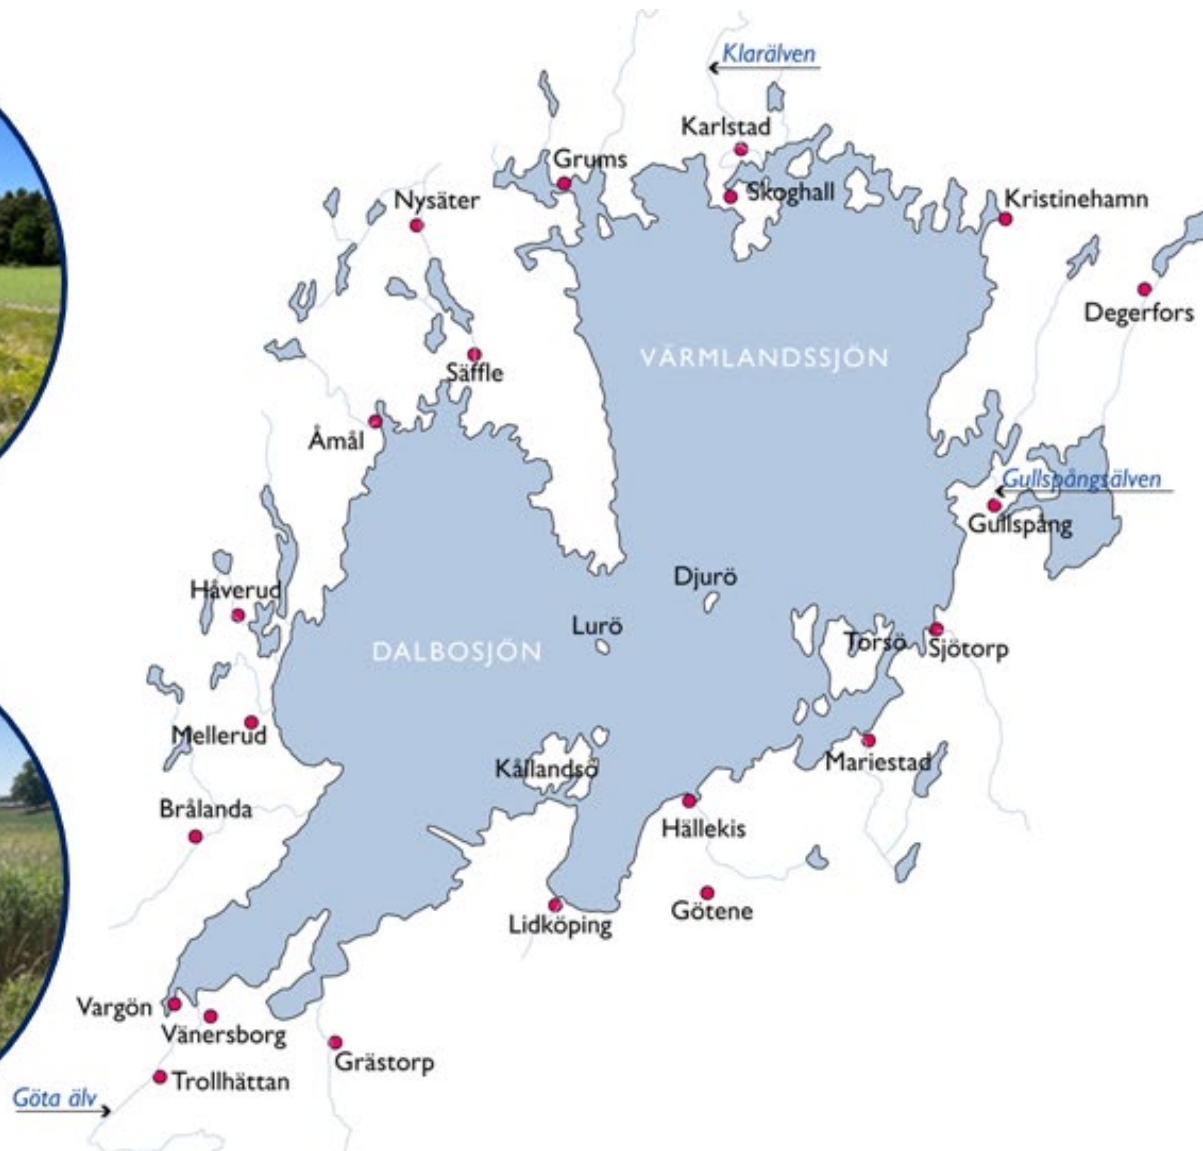 Klarälven
Karlstad
Grums
Skoghall
Nysäter
Kristinehamn
Degerfors
VÄRMLANDSSJÖN
Säffle
Åmål
Gullspångsälven
Gullspång
Djurö
Håverud
Lurö
DALBOSJÖN
Torsö
Sjötorp
Mellerud
Kållandsö
Mariestad
Brålanda
Hällekis
Götene
Lidköping
Vargön
Vänersborg
Grästorp
Trollhättan
Göta älv